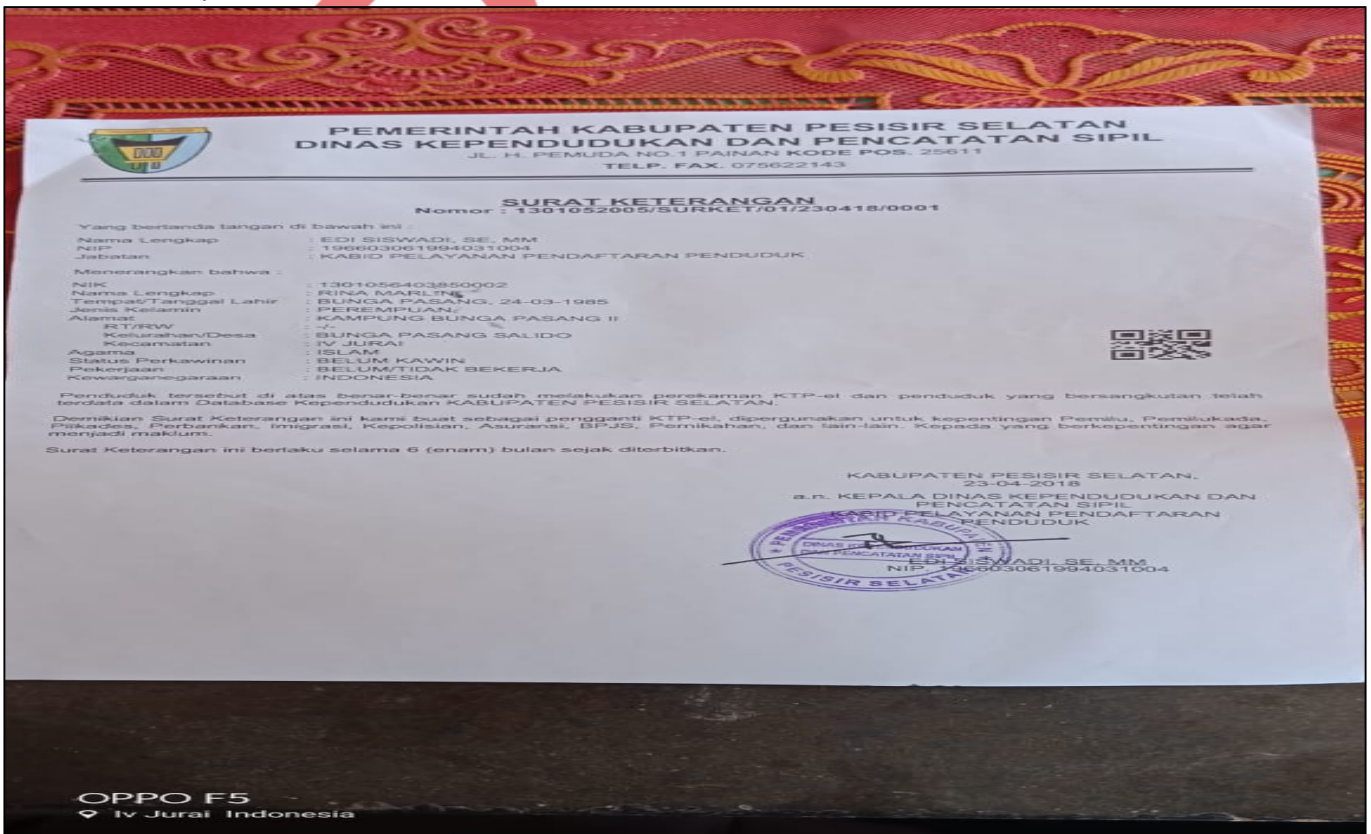 PEMERINTAH KABUPATEN PESISIR SELATAN
DINAS KEPENDUDUKAN DAN PENCATATAN SIPIL
JL. H. PEMUDA NO.1 PAINAN KODE POS. 25611
TELP. FAX. 075622143
SURAT KETERANGAN
Nomor : 1301052005/SURKET/01/230418/0001
Yang bertanda tangan di bawah ini :
Nama Lengkap : EDI SISWADI, SE, MM
NIP : 196603061994031004
Jabatan : KABID PELAYANAN PENDAFTARAN PENDUDUK
Menerangkan bahwa :
NIK : 1301056403850002
Nama Lengkap : RINA MARLINI
Tempat/Tanggal Lahir : BUNGA PASANG, 24-03-1985
Jenis Kelamin : PEREMPUAN
Alamat : KAMPUNG BUNGA PASANG II
RT/RW : -/-
Kelurahan/Desa : BUNGA PASANG SALIDO
Kecamatan : IV JURAI
Agama : ISLAM
Status Perkawinan : BELUM KAWIN
Pekerjaan : BELUM/TIDAK BEKERJA
Kewarganegaraan : INDONESIA
Penduduk tersebut di atas benar-benar sudah melakukan perekaman KTP-el dan penduduk yang bersangkutan telah
terdata dalam Database Kependudukan KABUPATEN PESISIR SELATAN.
Demikian Surat Keterangan ini kami buat sebagai pengganti KTP-el, dipergunakan untuk kepentingan Pemilu, Pemilukada,
Pilkades, Perbankan, Imigrasi, Kepolisian, Asuransi, BPJS, Pernikahan, dan lain-lain. Kepada yang berkepentingan agar
menjadi maklum.
Surat Keterangan ini berlaku selama 6 (enam) bulan sejak diterbitkan.
KABUPATEN PESISIR SELATAN,
23-04-2018
a.n. KEPALA DINAS KEPENDUDUKAN DAN
PENCATATAN SIPIL
KABID PELAYANAN PENDAFTARAN
PENDUDUK
PEMERINTAH KABUPATEN
DINAS KEPENDUDUKAN
DAN PENCATATAN SIPIL
PESISIR SELATAN
EDI SISWADI, SE, MM
NIP. 196603061994031004
OPPO F5
Iv Jurai Indonesia